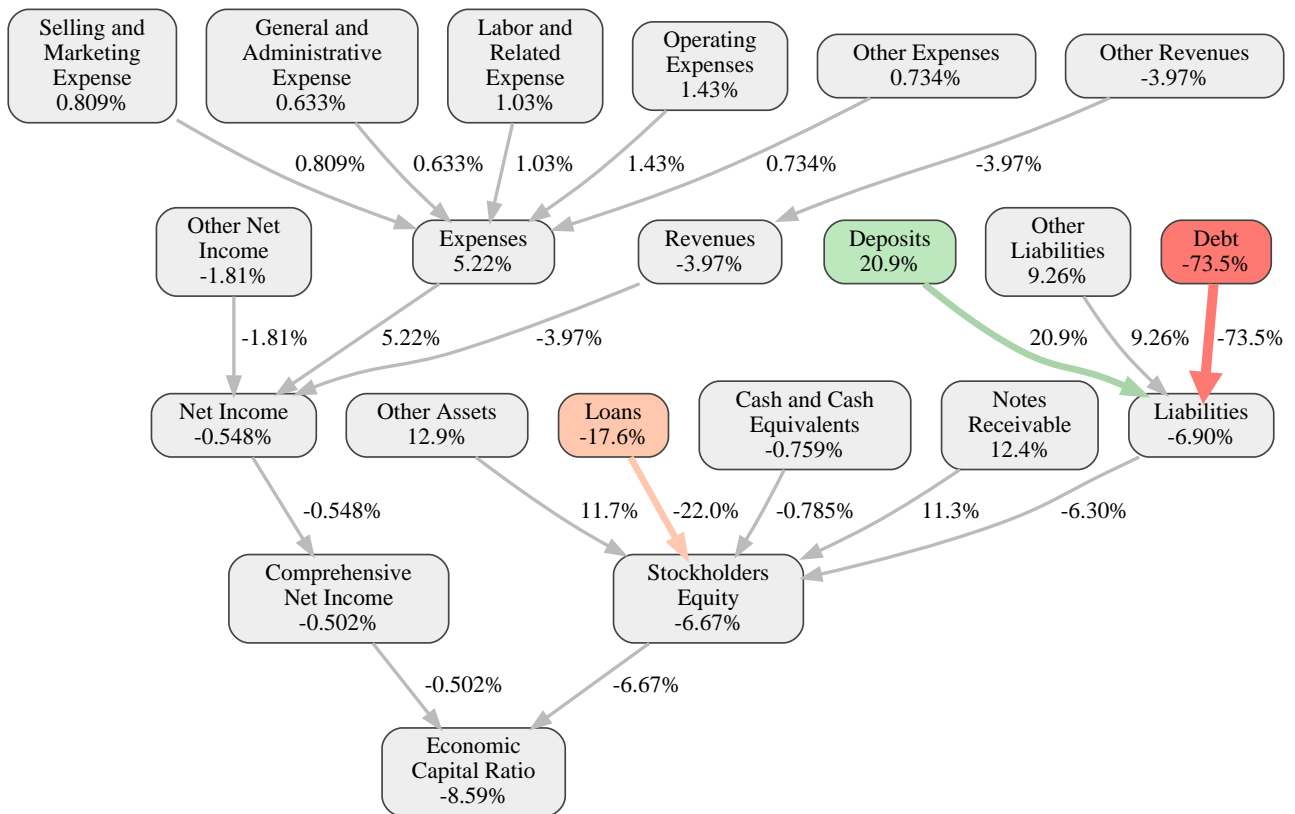 Selling and
Marketing
Expense
0.809%
General and
Administrative
Expense
0.633%
Labor and
Related
Expense
1.03%
Operating
Expenses
1.43%
Other Expenses
0.734%
Other Revenues
-3.97%
0.809%
0.633%
1.03%
1.43%
0.734%
-3.97%
Other Net
Income
-1.81%
Expenses
5.22%
Revenues
-3.97%
Deposits
20.9%
Other
Liabilities
9.26%
Debt
-73.5%
-1.81%
5.22%
-3.97%
20.9%
9.26%
-73.5%
Net Income
-0.548%
Other Assets
12.9%
Loans
-17.6%
Cash and Cash
Equivalents
-0.759%
Notes
Receivable
12.4%
Liabilities
-6.90%
-0.548%
11.7%
-22.0%
-0.785%
11.3%
-6.30%
Comprehensive
Net Income
-0.502%
Stockholders
Equity
-6.67%
-0.502%
-6.67%
Economic
Capital Ratio
-8.59%